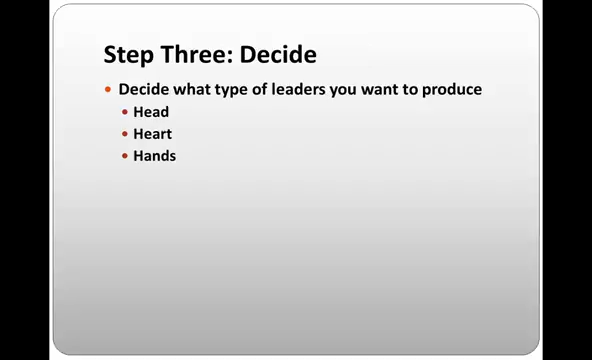 Step Three: Decide
• Decide what type of leaders you want to produce
• Head
• Heart
• Hands